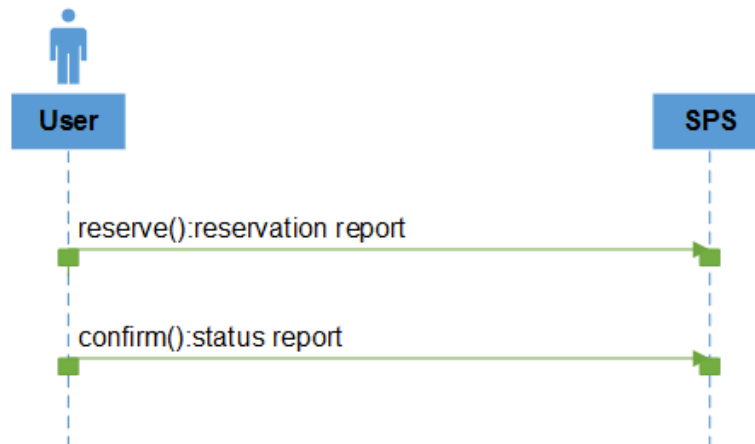 User
SPS
reserve():reservation report
confirm():status report